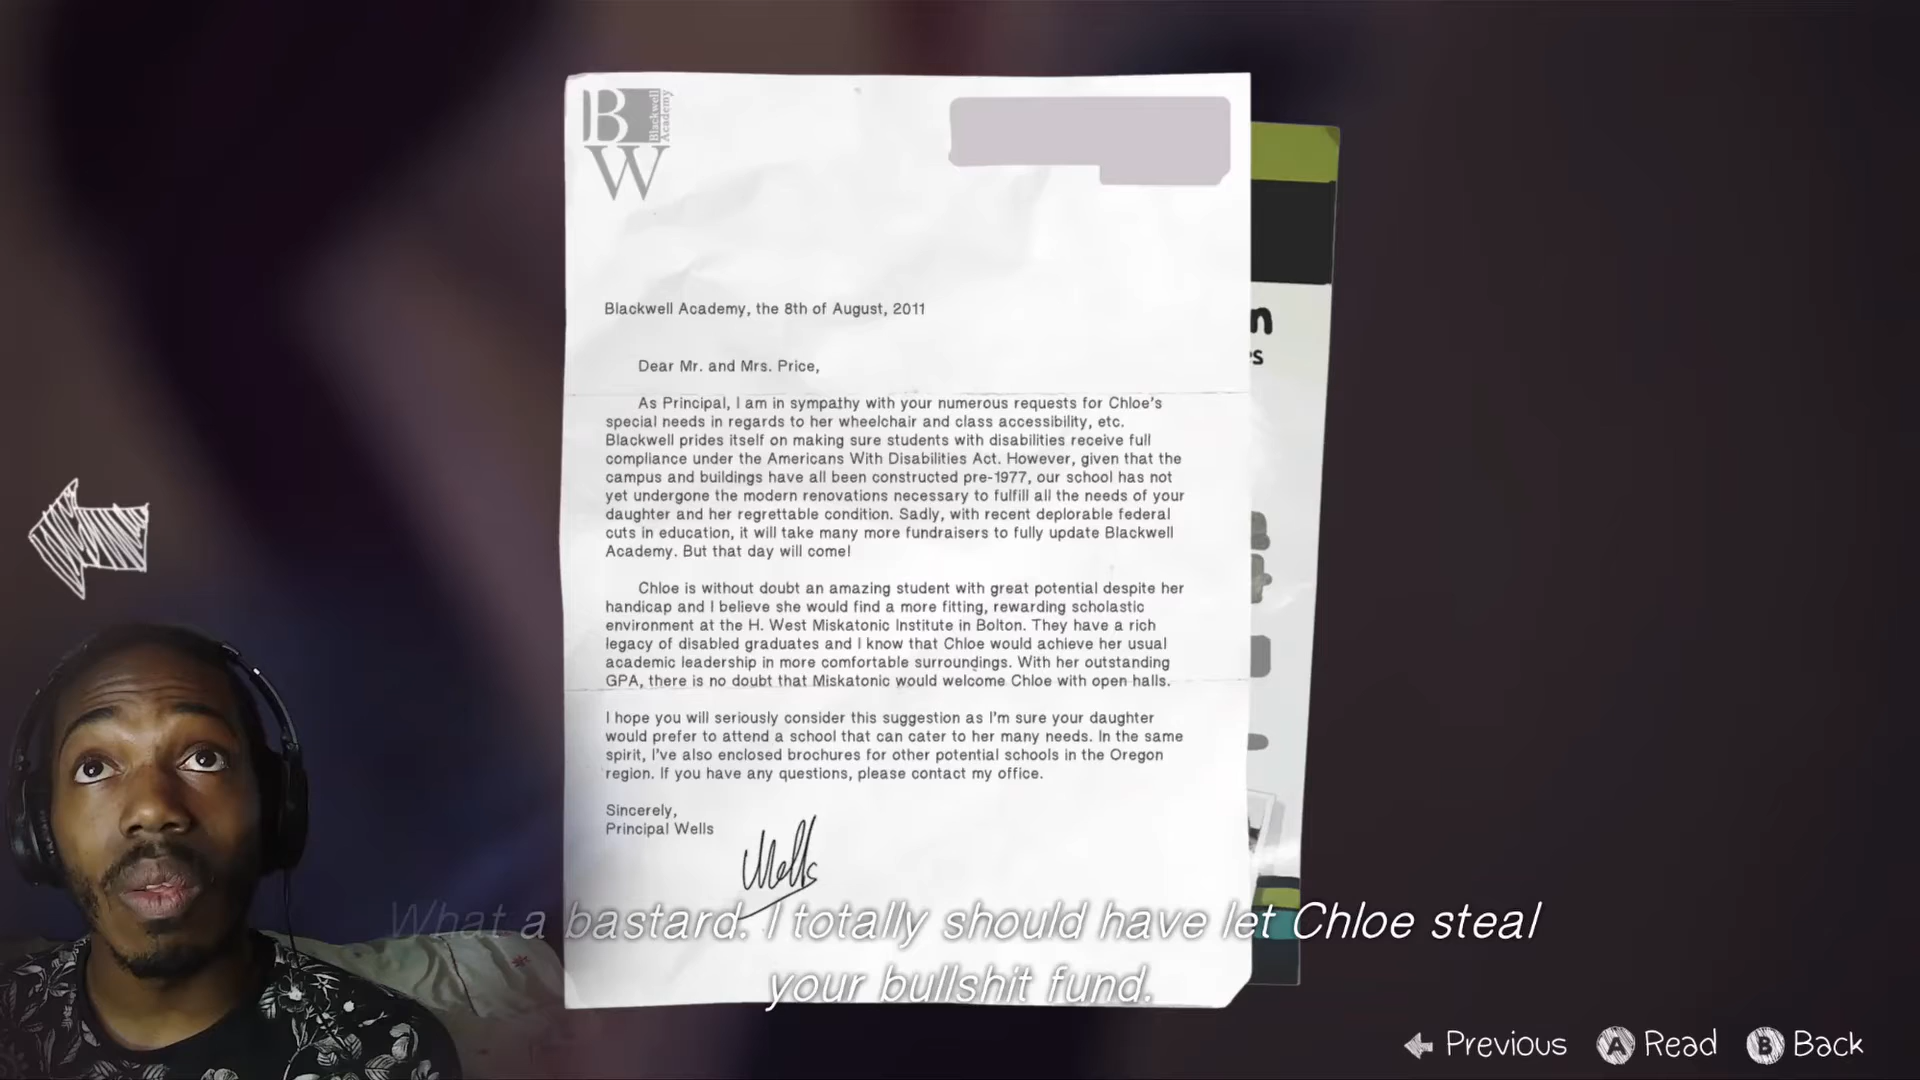 B
W
Blackwell
Academy
Blackwell Academy, the 8th of August, 2011
Dear Mr. and Mrs. Price,
As Principal, I am in sympathy with your numerous requests for Chloe's
special needs in regards to her wheelchair and class accessibility, etc.
Blackwell prides itself on making sure students with disabilities receive full
compliance under the Americans With Disabilities Act. However, given that the
campus and buildings have all been constructed pre-1977, our school has not
yet undergone the modern renovations necessary to fulfill all the needs of your
daughter and her regrettable condition. Sadly, with recent deplorable federal
cuts in education, it will take many more fundraisers to fully update Blackwell
Academy. But that day will come!
Chloe is without doubt an amazing student with great potential despite her
handicap and I believe she would find a more fitting, rewarding scholastic
environment at the H. West Miskatonic Institute in Bolton. They have a rich
legacy of disabled graduates and I know that Chloe would achieve her usual
academic leadership in more comfortable surroundings. With her outstanding
GPA, there is no doubt that Miskatonic would welcome Chloe with open halls.
I hope you will seriously consider this suggestion as I'm sure your daughter
would prefer to attend a school that can cater to her many needs. In the same
spirit, I've also enclosed brochures for other potential schools in the Oregon
region. If you have any questions, please contact my office.
Sincerely,
Principal Wells
Wells
n
es
What a bastard. I totally should have let Chloe steal
your bullshit fund.
Previous
A Read
B Back